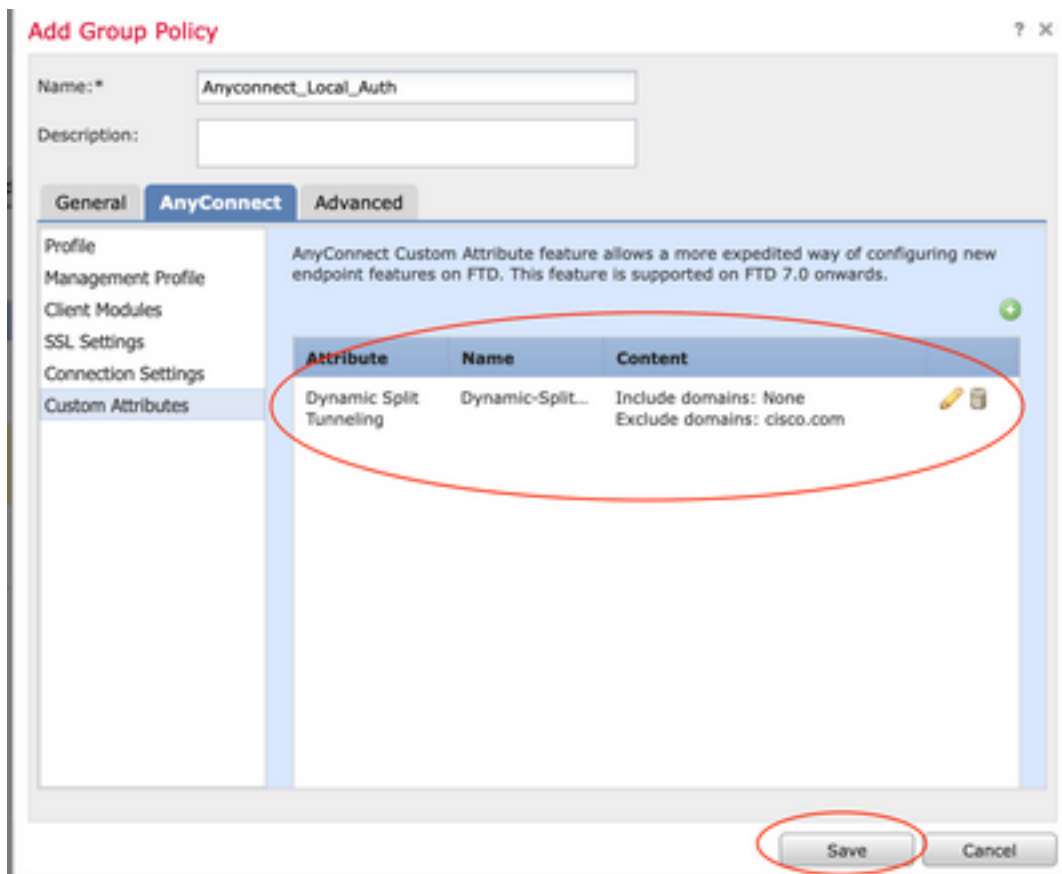 Add Group Policy
? X
Name:*
Anyconnect_Local_Auth
Description:
General AnyConnect Advanced
Profile
Management Profile
Client Modules
SSL Settings
Connection Settings
Custom Attributes
AnyConnect Custom Attribute feature allows a more expedited way of configuring new
endpoint features on FTD. This feature is supported on FTD 7.0 onwards.
Attribute Name Content
Dynamic Split
Tunneling
Dynamic-Split...
Include domains: None
Exclude domains: cisco.com
Save Cancel